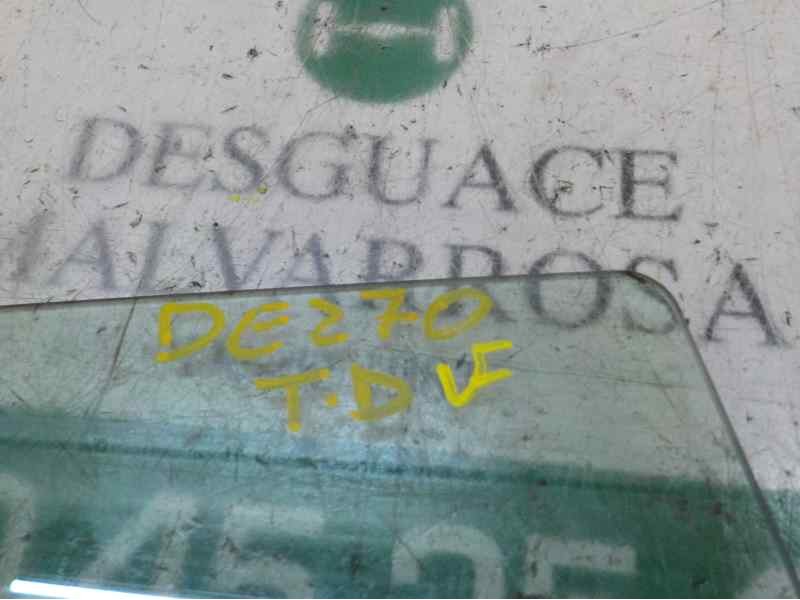 DESGUACE
MALVARROSA
DE270
T.D